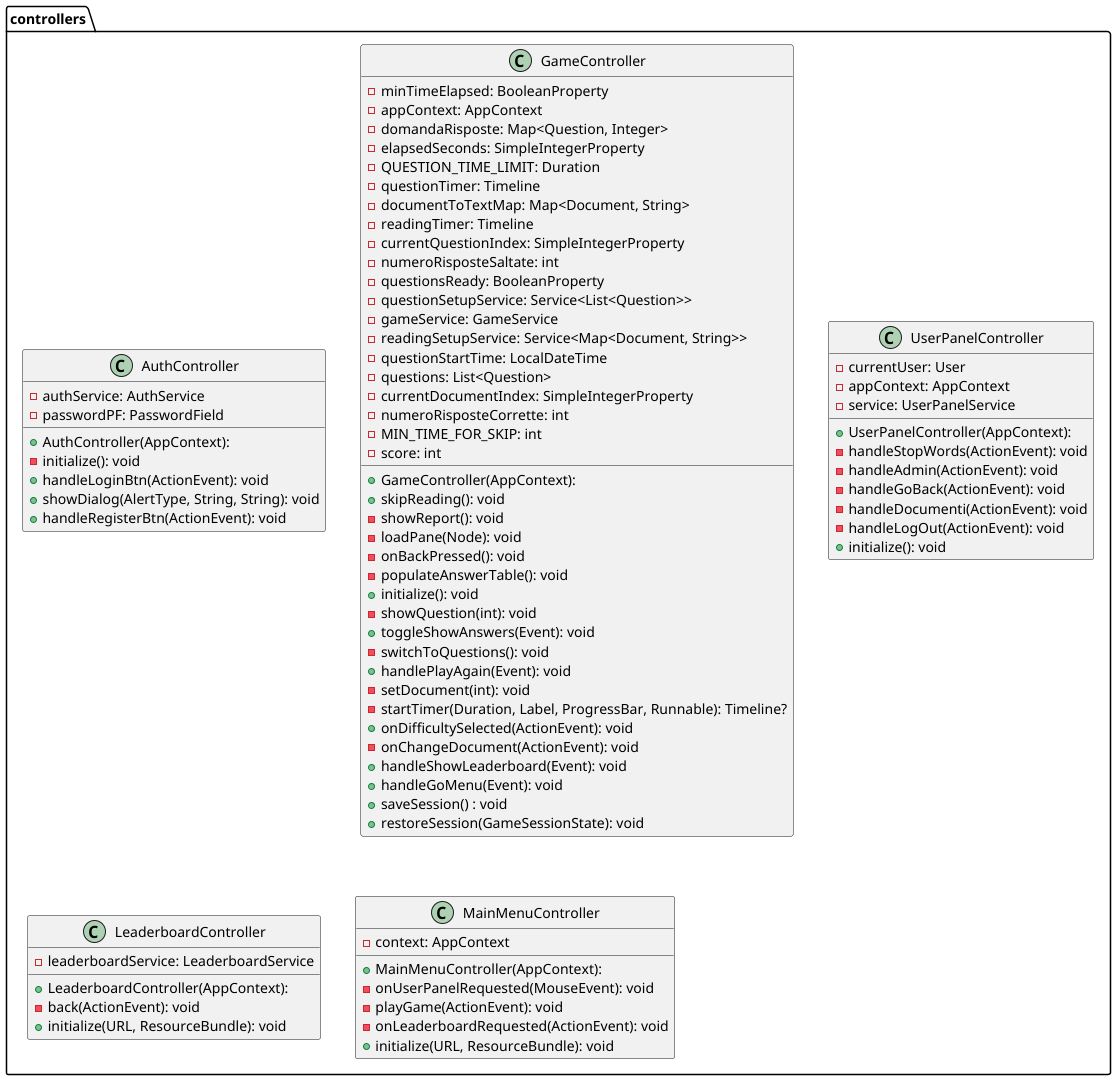 controllers
GameController
minTimeElapsed: BooleanProperty
appContext: AppContext
domandaRisposte: Map<Question, Integer>
elapsedSeconds: SimpleIntegerProperty
QUESTION_TIME_LIMIT: Duration
questionTimer: Timeline
documentToTextMap: Map<Document, String>
readingTimer: Timeline
currentQuestionIndex: SimpleIntegerProperty
numeroRisposteSaltate: int
questionsReady: BooleanProperty
questionSetupService: Service<List<Question>>
gameService: GameService
readingSetupService: Service<Map<Document, String>>
questionStartTime: LocalDateTime
questions: List<Question>
currentDocumentIndex: SimpleIntegerProperty
numeroRisposteCorrette: int
MIN_TIME_FOR_SKIP: int
score: int
GameController(AppContext):
skipReading(): void
showReport(): void
loadPane(Node): void
onBackPressed(): void
populateAnswerTable(): void
initialize(): void
showQuestion(int): void
toggleShowAnswers(Event): void
switchToQuestions(): void
handlePlayAgain(Event): void
setDocument(int): void
startTimer(Duration, Label, ProgressBar, Runnable): Timeline?
onDifficultySelected(ActionEvent): void
onChangeDocument(ActionEvent): void
handleShowLeaderboard(Event): void
handleGoMenu(Event): void
saveSession() : void
restoreSession(GameSessionState): void
AuthController
authService: AuthService
passwordPF: PasswordField
AuthController(AppContext):
initialize(): void
handleLoginBtn(ActionEvent): void
showDialog(AlertType, String, String): void
handleRegisterBtn(ActionEvent): void
UserPanelController
currentUser: User
appContext: AppContext
service: UserPanelService
UserPanelController(AppContext):
handleStopWords(ActionEvent): void
handleAdmin(ActionEvent): void
handleGoBack(ActionEvent): void
handleDocumenti(ActionEvent): void
handleLogOut(ActionEvent): void
initialize(): void
LeaderboardController
leaderboardService: LeaderboardService
LeaderboardController(AppContext):
back(ActionEvent): void
initialize(URL, ResourceBundle): void
MainMenuController
context: AppContext
MainMenuController(AppContext):
onUserPanelRequested(MouseEvent): void
playGame(ActionEvent): void
onLeaderboardRequested(ActionEvent): void
initialize(URL, ResourceBundle): void